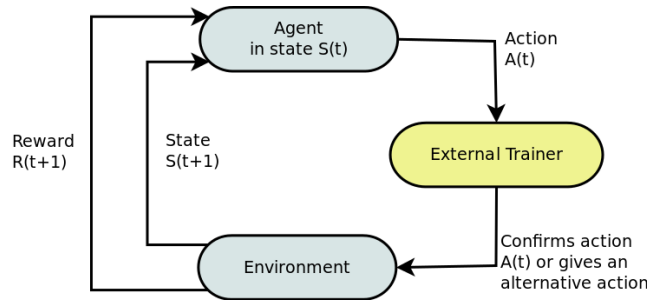 Agent
in state S(t)
Action
A(t)
Reward
R(t+1)
State
S(t+1)
External Trainer
Environment
Confirms action
A(t) or gives an
alternative action